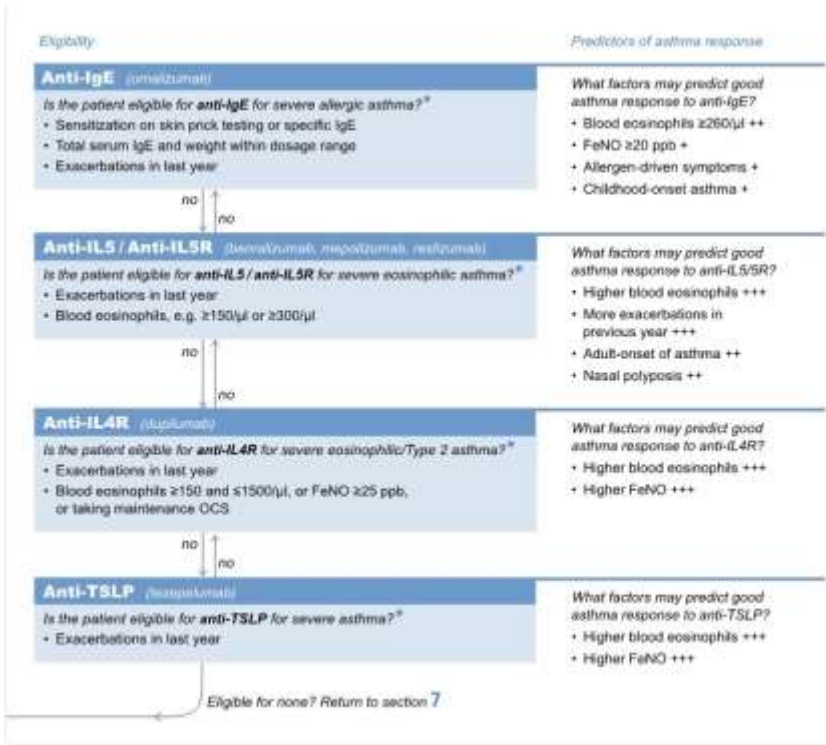 Eligibility
Predictors of asthma response
Anti-IgE (omalizumab)
Is the patient eligible for anti-IgE for severe allergic asthma?*
• Sensitization on skin prick testing or specific IgE
• Total serum IgE and weight within dosage range
• Exacerbations in last year
What factors may predict good
asthma response to anti-IgE?
• Blood eosinophils ≥260/µl ++
• FeNO ≥20 ppb +
• Allergen-driven symptoms +
• Childhood-onset asthma +
no
no
Anti-IL5 / Anti-IL5R (benralizumab, mepolizumab, reslizumab)
Is the patient eligible for anti-IL5 / anti-IL5R for severe eosinophilic asthma?*
• Exacerbations in last year
• Blood eosinophils, e.g. ≥150/µl or ≥300/µl
What factors may predict good
asthma response to anti-IL5/5R?
• Higher blood eosinophils +++
• More exacerbations in
previous year +++
• Adult-onset of asthma ++
• Nasal polyposis ++
no
no
Anti-IL4R (dupilumab)
Is the patient eligible for anti-IL4R for severe eosinophilic/Type 2 asthma?*
• Exacerbations in last year
• Blood eosinophils ≥150 and ≤1500/µl, or FeNO ≥25 ppb,
or taking maintenance OCS
What factors may predict good
asthma response to anti-IL4R?
• Higher blood eosinophils +++
• Higher FeNO +++
no
no
Anti-TSLP (tezepelumab)
Is the patient eligible for anti-TSLP for severe asthma?*
• Exacerbations in last year
What factors may predict good
asthma response to anti-TSLP?
• Higher blood eosinophils +++
• Higher FeNO +++
Eligible for none? Return to section 7